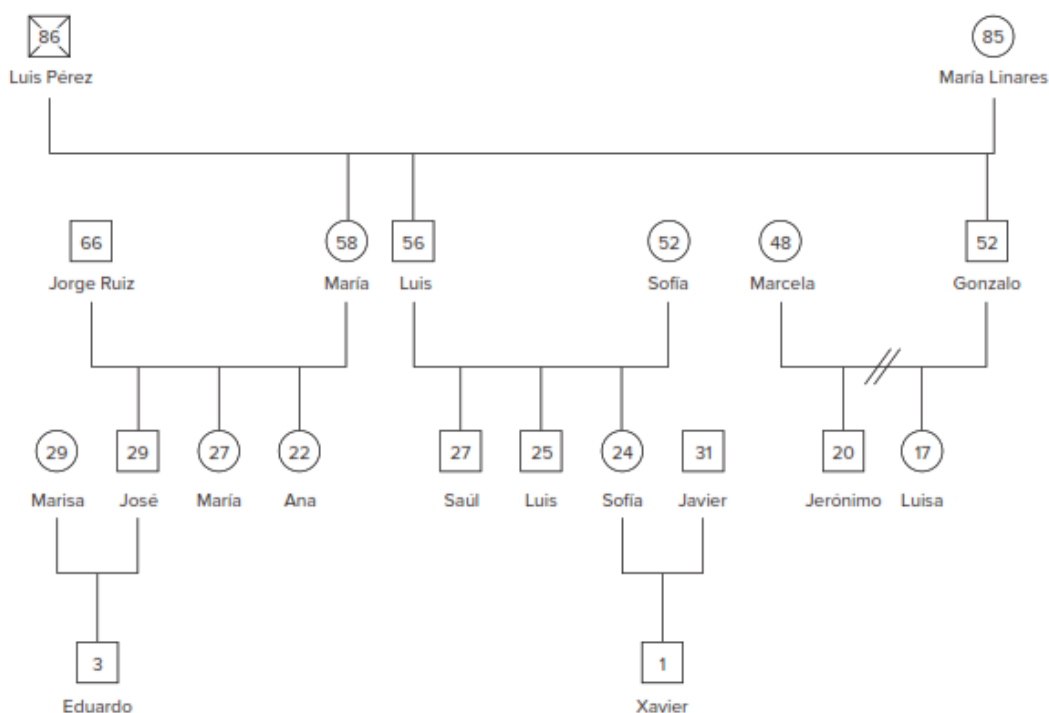 86 85
Luis Pérez María Linares
66 58 56 52 48 52
Jorge Ruiz María Luis Sofía Marcela Gonzalo
29 29 27 22 27 25 24 31 20 17
Marisa José María Ana Saúl Luis Sofía Javier Jerónimo Luisa
3 1
Eduardo Xavier